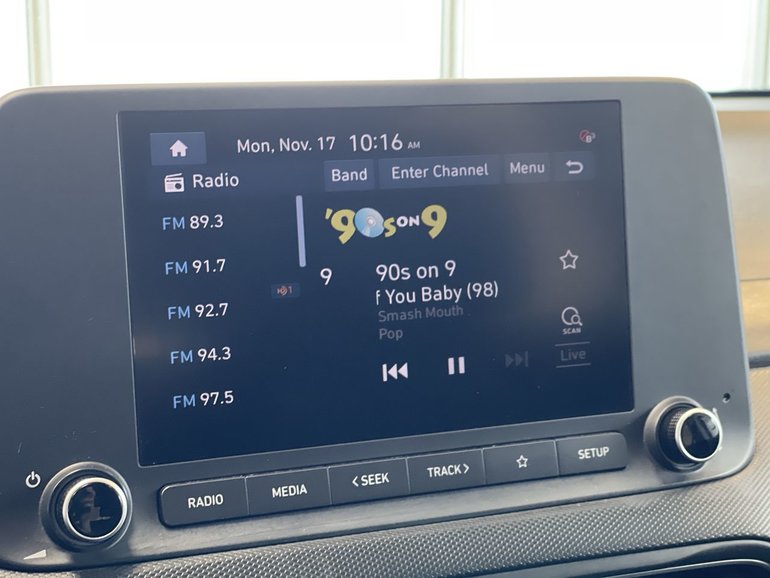 Mon, Nov. 17 10:16 AM
Radio
Band Enter Channel Menu
FM 89.3
FM 91.7
FM 92.7
FM 94.3
FM 97.5
'90s ON 9
1
9
90s on 9
f You Baby (98)
Smash Mouth
Pop
SCAN
Live
RADIO MEDIA < SEEK TRACK > SETUP